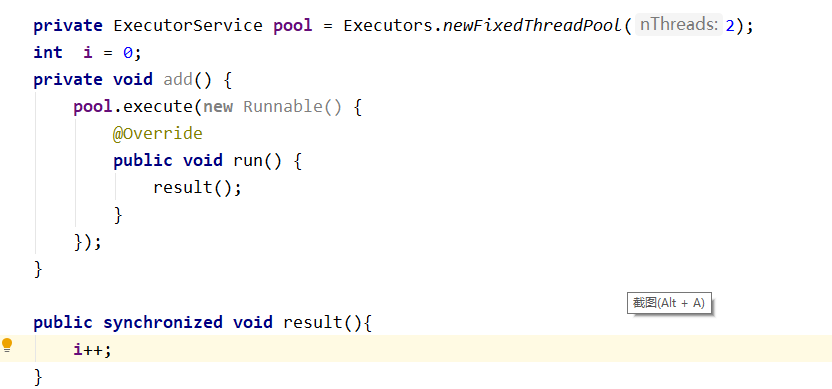 private ExecutorService pool = Executors.newFixedThreadPool( nThreads: 2);
int  i = 0;
private void add() {
    pool.execute(new Runnable() {
        @Override
        public void run() {
            result();
        }
    });
}
截图(Alt + A)
public synchronized void result(){
    i++;
}